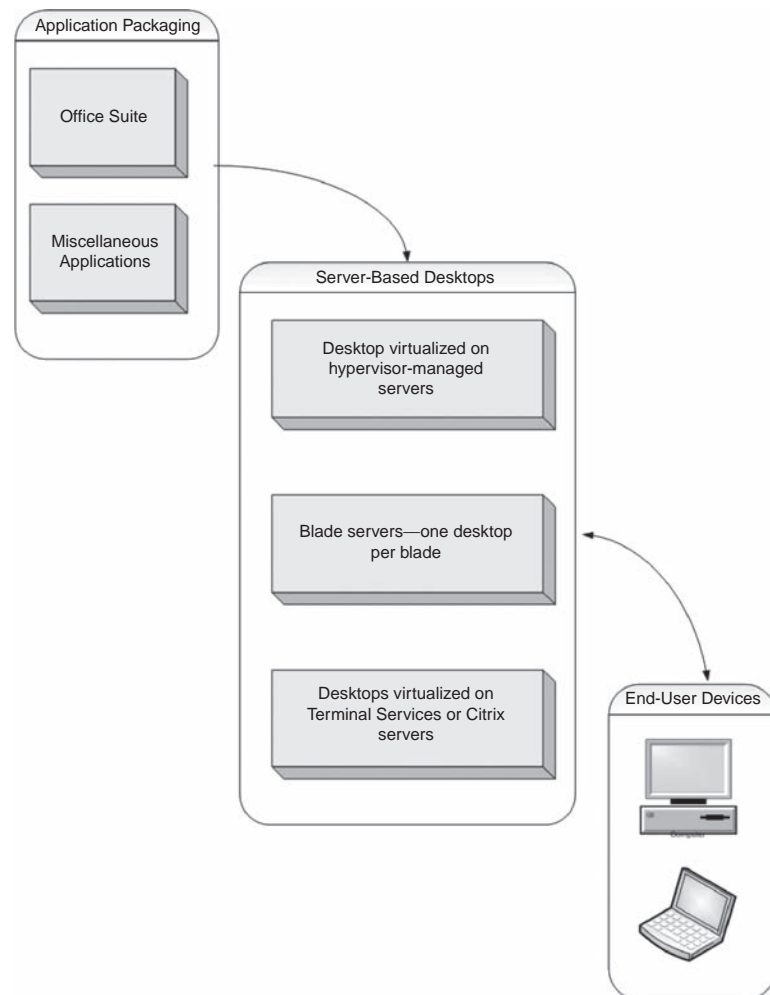 Application Packaging
Office Suite
Miscellaneous
Applications
Server-Based Desktops
Desktop virtualized on
hypervisor-managed
servers
Blade servers—one desktop
per blade
Desktops virtualized on
Terminal Services or Citrix
servers
End-User Devices
Computer